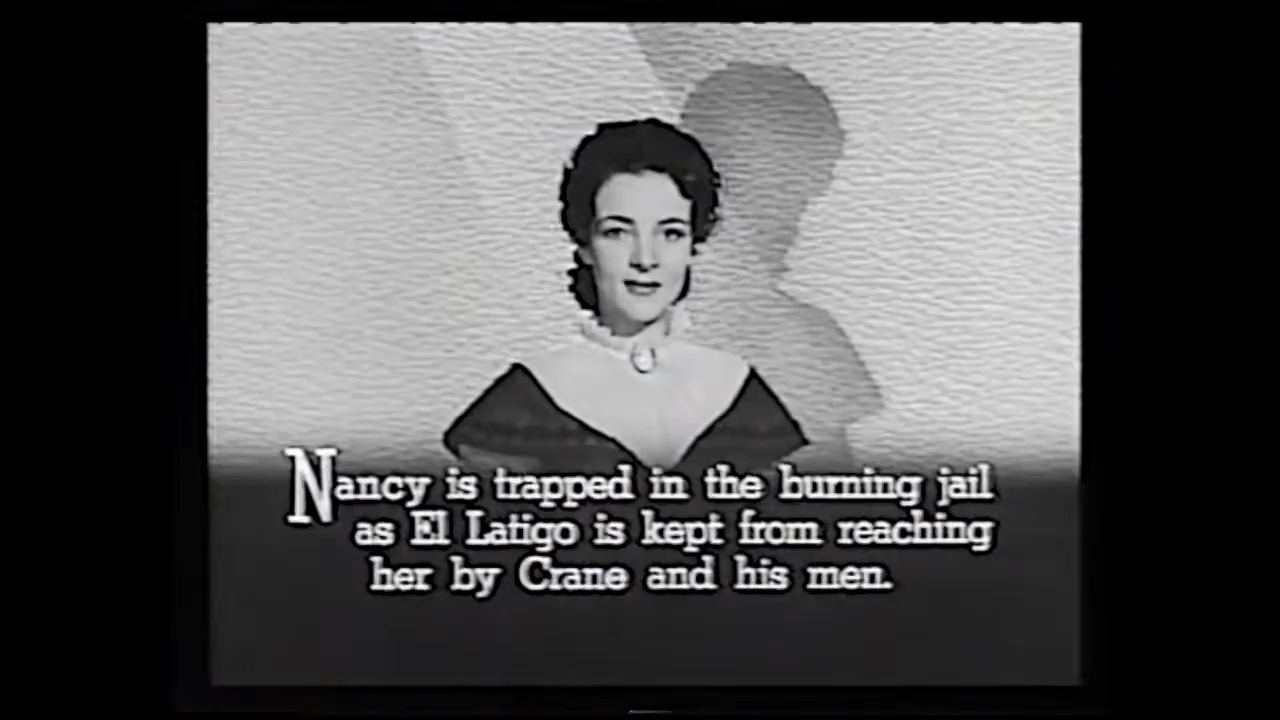 Nancy is trapped in the burning jail
as El Latigo is kept from reaching
her by Crane and his men.